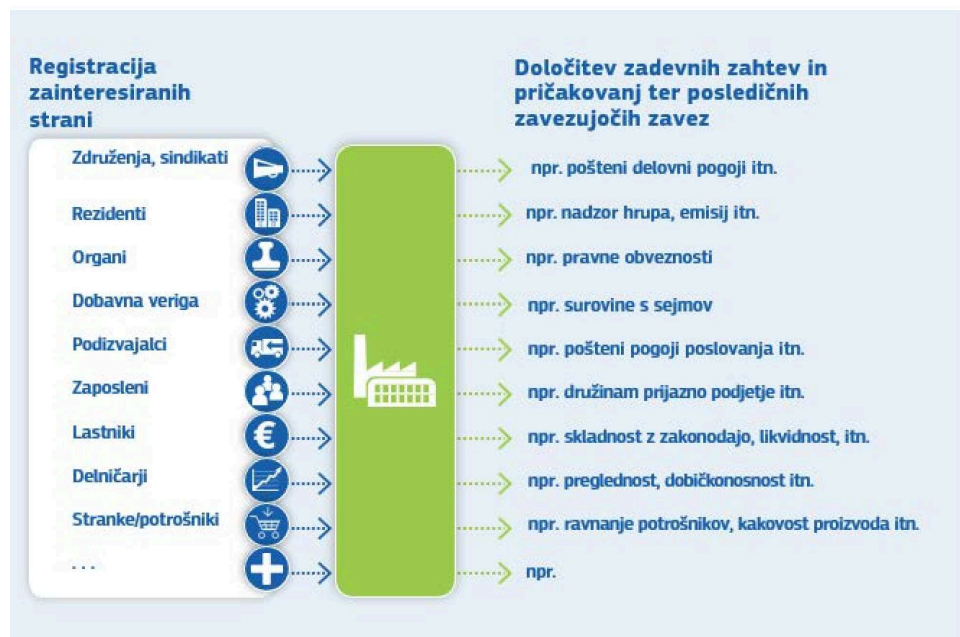 Registracija
zainteresiranih
strani
Določitev zadevnih zahtev in
pričakovanj ter posledičnih
zavezujočih zavez
Združenja, sindikati
npr. pošteni delovni pogoji itn.
Rezidenti
npr. nadzor hrupa, emisij itn.
Organi
npr. pravne obveznosti
Dobavna veriga
npr. surovine s sejmov
Podizvajalci
npr. pošteni pogoji poslovanja itn.
Zaposleni
npr. družinam prijazno podjetje itn.
Lastniki
npr. skladnost z zakonodajo, likvidnost, itn.
Delničarji
npr. preglednost, dobičkonosnost itn.
Stranke/potrošniki
npr. ravnanje potrošnikov, kakovost proizvoda itn.
. . .
npr.